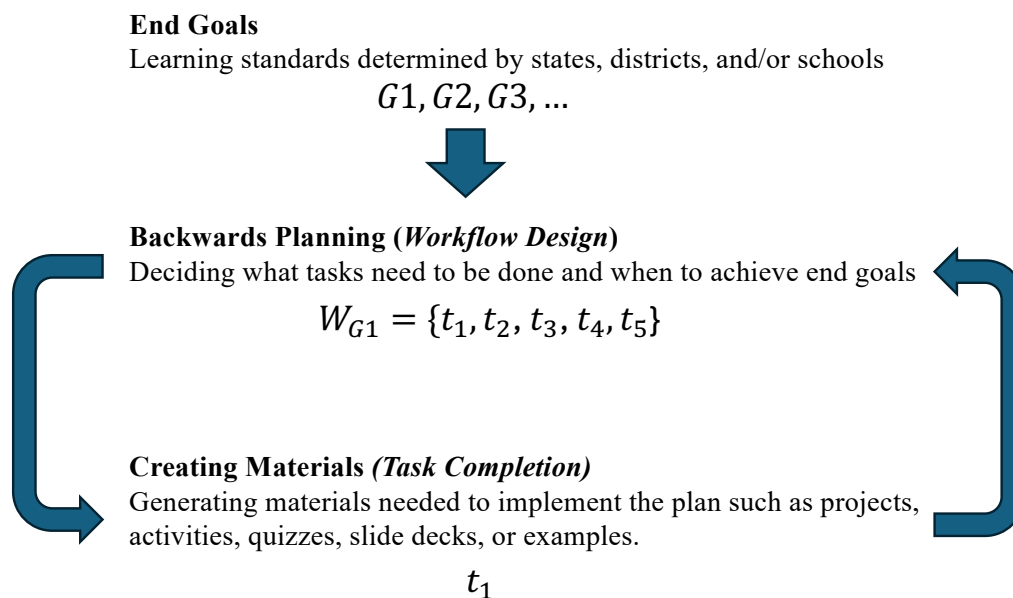 End Goals
Learning standards determined by states, districts, and/or schools
G1, G2, G3, ...
Backwards Planning (Workflow Design)
Deciding what tasks need to be done and when to achieve end goals
W_{G1} = {t_1, t_2, t_3, t_4, t_5}
Creating Materials (Task Completion)
Generating materials needed to implement the plan such as projects,
activities, quizzes, slide decks, or examples.
t_1